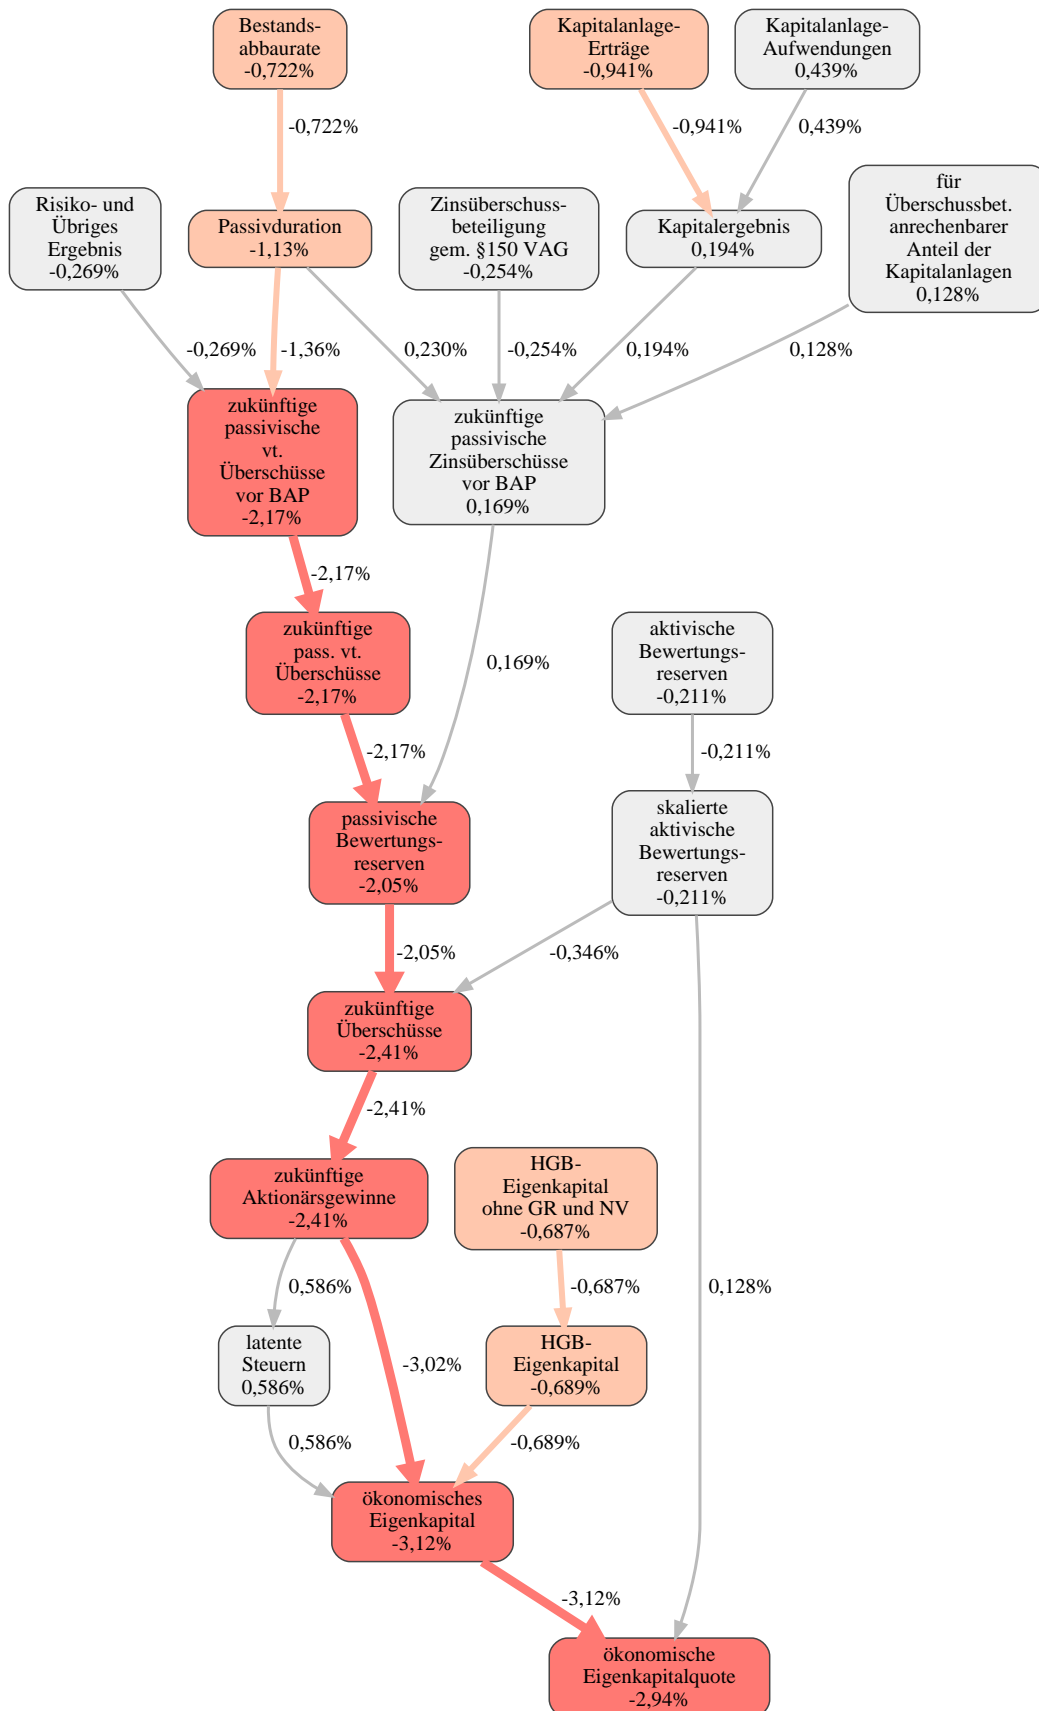 Bestands-
abbaurate
-0,722%
Kapitalanlage-
Erträge
-0,941%
Kapitalanlage-
Aufwendungen
0,439%
-0,722%
-0,941%
0,439%
Risiko- und
Übriges
Ergebnis
-0,269%
Passivduration
-1,13%
Zinsüberschuss-
beteiligung
gem. §150 VAG
-0,254%
Kapitalergebnis
0,194%
für
Überschussbet.
anrechenbarer
Anteil der
Kapitalanlagen
0,128%
-0,269%
-1,36%
0,230%
-0,254%
0,194%
0,128%
zukünftige
passivische
vt.
Überschüsse
vor BAP
-2,17%
zukünftige
passivische
Zinsüberschüsse
vor BAP
0,169%
-2,17%
zukünftige
pass. vt.
Überschüsse
-2,17%
0,169%
aktivische
Bewertungs-
reserven
-0,211%
-2,17%
-0,211%
passivische
Bewertungs-
reserven
-2,05%
skalierte
aktivische
Bewertungs-
reserven
-0,211%
-2,05%
-0,346%
zukünftige
Überschüsse
-2,41%
-2,41%
zukünftige
Aktionärsgewinne
-2,41%
HGB-
Eigenkapital
ohne GR und NV
-0,687%
0,586%
-0,687%
0,128%
latente
Steuern
0,586%
-3,02%
HGB-
Eigenkapital
-0,689%
0,586%
-0,689%
ökonomisches
Eigenkapital
-3,12%
-3,12%
ökonomische
Eigenkapitalquote
-2,94%